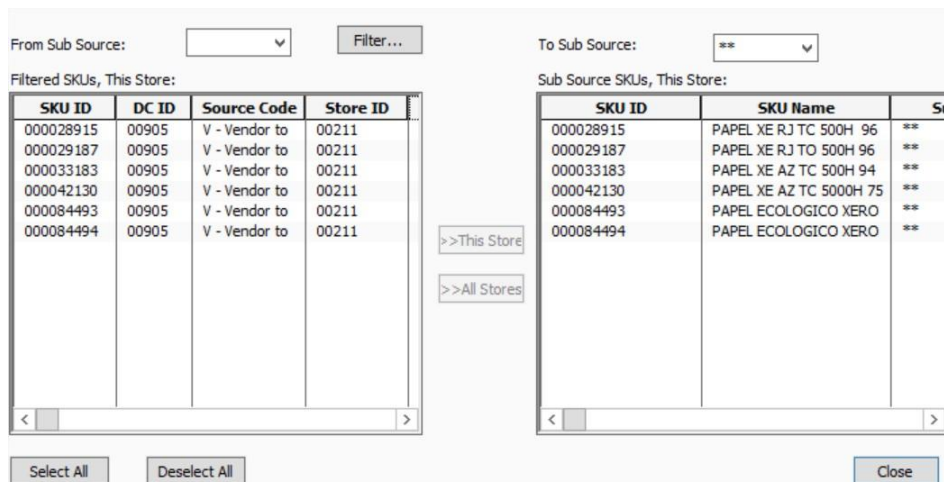 From Sub Source:
Filter...
To Sub Source:
**
Filtered SKUs, This Store:
SKU ID DC ID Source Code Store ID
000028915 00905 V - Vendor to 00211
000029187 00905 V - Vendor to 00211
000033183 00905 V - Vendor to 00211
000042130 00905 V - Vendor to 00211
000084493 00905 V - Vendor to 00211
000084494 00905 V - Vendor to 00211
>>This Store
>>All Stores
Sub Source SKUs, This Store:
SKU ID SKU Name
000028915 PAPEL XE RJ TC 500H 96 **
000029187 PAPEL XE RJ TO 500H 96 **
000033183 PAPEL XE AZ TC 500H 94 **
000042130 PAPEL XE AZ TC 5000H 75 **
000084493 PAPEL ECOLOGICO XERO **
000084494 PAPEL ECOLOGICO XERO **
Select All
Deselect All
Close